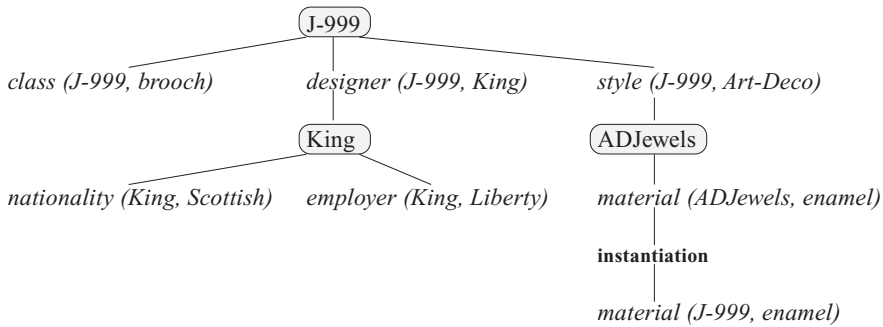 J-999
class (J-999, brooch) designer (J-999, King) style (J-999, Art-Deco)
King ADJewels
nationality (King, Scottish) employer (King, Liberty) material (ADJewels, enamel)
instantiation
material (J-999, enamel)